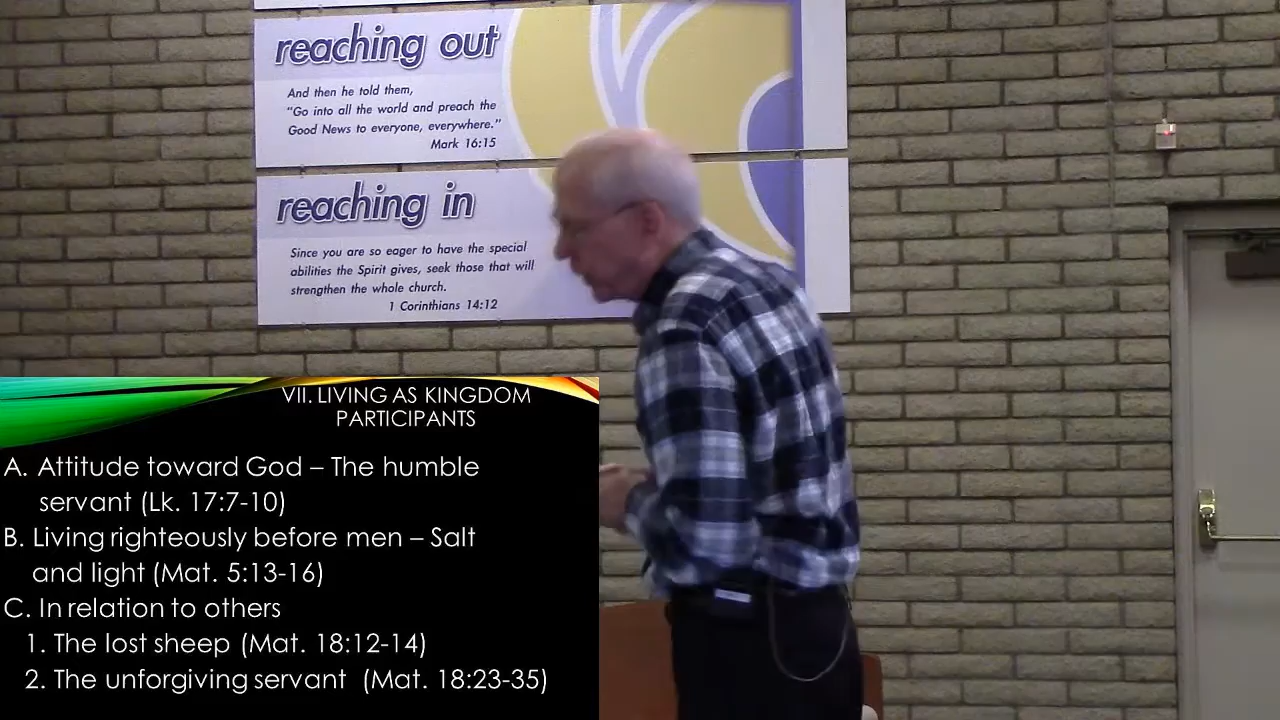 reaching out
And then he told them,
“Go into all the world and preach the
Good News to everyone, everywhere.”
Mark 16:15
reaching in
Since you are so eager to have the special
abilities the Spirit gives, seek those that will
strengthen the whole church.
1 Corinthians 14:12
VII. LIVING AS KINGDOM
PARTICIPANTS
A. Attitude toward God – The humble
servant (Lk. 17:7-10)
B. Living righteously before men – Salt
and light (Mat. 5:13-16)
C. In relation to others
1. The lost sheep (Mat. 18:12-14)
2. The unforgiving servant (Mat. 18:23-35)